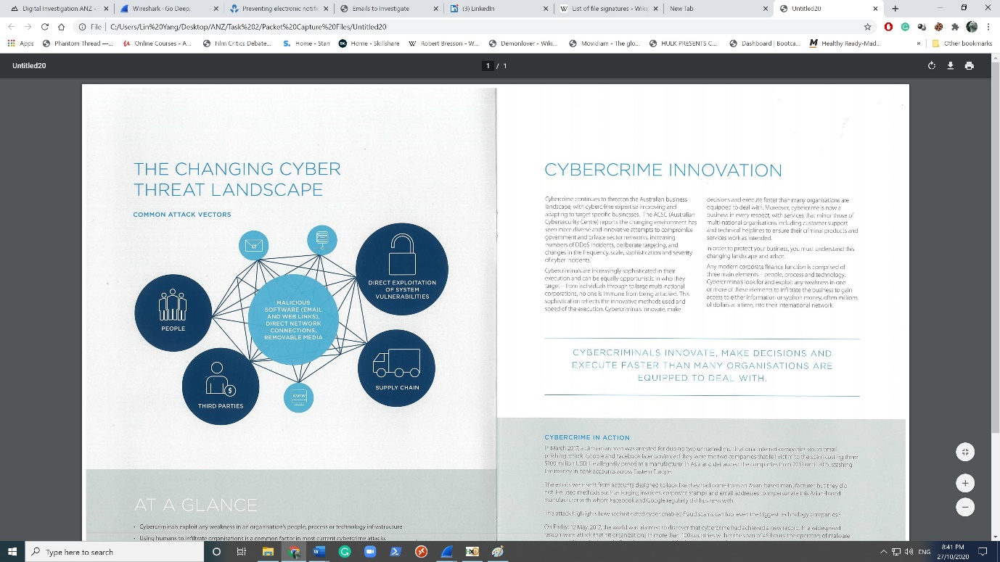 Digital Investigation ANZ -
Wireshark · Go Deep.
Preventing electronic notific
Emails to Investigate
(3) LinkedIn
List of file signatures - Wikip
New Tab
Untitled20
File
C:/Users/Lin%20Yang/Desktop/ANZ/Task%202/Packet%20Capture%20Files/Untitled20
Apps
Phantom Thread —...
Online Courses - A...
Film Critics Debate...
Home - Stan
Home - Skillshare
Robert Bresson - W...
Demonlover - Wiki...
Movidiam - The glo...
HULK PRESENTS C...
Dashboard | Bootca...
Healthy Ready-Mad...
Other bookmarks
Untitled20
1 / 1
THE CHANGING CYBER
THREAT LANDSCAPE
COMMON ATTACK VECTORS
DIRECT EXPLOITATION
OF SYSTEM
VULNERABILITIES
MALICIOUS
SOFTWARE (EMAIL
AND WEB LINKS),
DIRECT NETWORK
CONNECTIONS,
REMOVABLE MEDIA
PEOPLE
SUPPLY CHAIN
WWW
THIRD PARTIES
AT A GLANCE
• Cybercriminals exploit any weakness in an organisation's people, process or technology infrastructure
• Using humans to infiltrate organisations is a common factor in most current cybercrime attacks
CYBERCRIME INNOVATION
Cybercrime continues to threaten the Australian business
landscape, with cybercrime expertise improving and
adapting to target specific businesses. The ACSC (Australian
Cybersecurity Centre) reports the changing environment has
seen more diverse and innovative attempts to compromise
government and private sector networks, increasing
numbers of DDoS incidents, deliberate targeting, and
changes in the frequency, scale, sophistication and severity
of cyber incidents.
Cybercriminals are increasingly sophisticated in their
execution and can be equally opportunistic in who they
target – from individuals through to large multi-national
corporations, no one is immune from being attacked. This
sophistication reflects the innovative methods used and
speed of the execution. Cybercriminals innovate, make
decisions and execute faster than many organisations are
equipped to deal with. Moreover, cybercrime is now a
business in every respect, with services that mirror those of
multi-national organisations including customer support
and technical helplines to ensure their criminal products and
services work as intended.
In order to protect your business, you must understand this
changing landscape and adapt.
Any modern corporate finance function is comprised of
three main elements – people, process and technology.
Cybercriminals look for and exploit any weakness in one
or more of these elements to infiltrate the business to gain
access to either information or syphon money, often millions
of dollars at a time, into their international network.
CYBERCRIMINALS INNOVATE, MAKE DECISIONS AND
EXECUTE FASTER THAN MANY ORGANISATIONS ARE
EQUIPPED TO DEAL WITH.
CYBERCRIME IN ACTION
In March 2017, a Lithuanian man was arrested for duping two unnamed multinational internet companies via an email
phishing attack. Google and Facebook later confirmed they were the two companies that fell victim to the scam, costing them
$100 million USD. He allegedly posed as a manufacturer in Asia and defrauded the companies from 2013 until 2015, stashing
the money in bank accounts across Eastern Europe.
The emails were sent from accounts designed to look like they had come from an Asian-based manufacturer, but they did
not. He used methods such as forging invoices, corporate stamps and email addresses to impersonate this Asian-based
manufacturer with whom Facebook and Google regularly did business with.
This attack highlights how sophisticated cyber enabled fraud scams can fool even the biggest technology companies.
On Friday, 12 May, 2017, the world was alarmed to discover that cybercrime had achieved a new record. In a widespread
ransomware attack that hit organizations in more than 100 countries within the span of 48 hours, the operators of malware
Type here to search
ENG
8:41 PM
27/10/2020